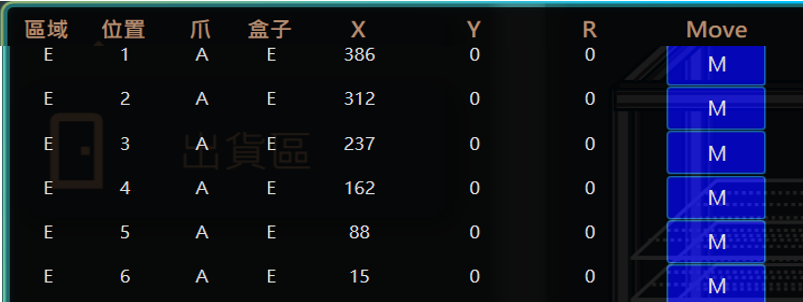 區域 位置 爪 盒子 X Y R Move
E 1 A E 386 0 0 M
E 2 A E 312 0 0 M
E 3 A E 237 0 0 M
出貨區
E 4 A E 162 0 0 M
E 5 A E 88 0 0 M
E 6 A E 15 0 0 M